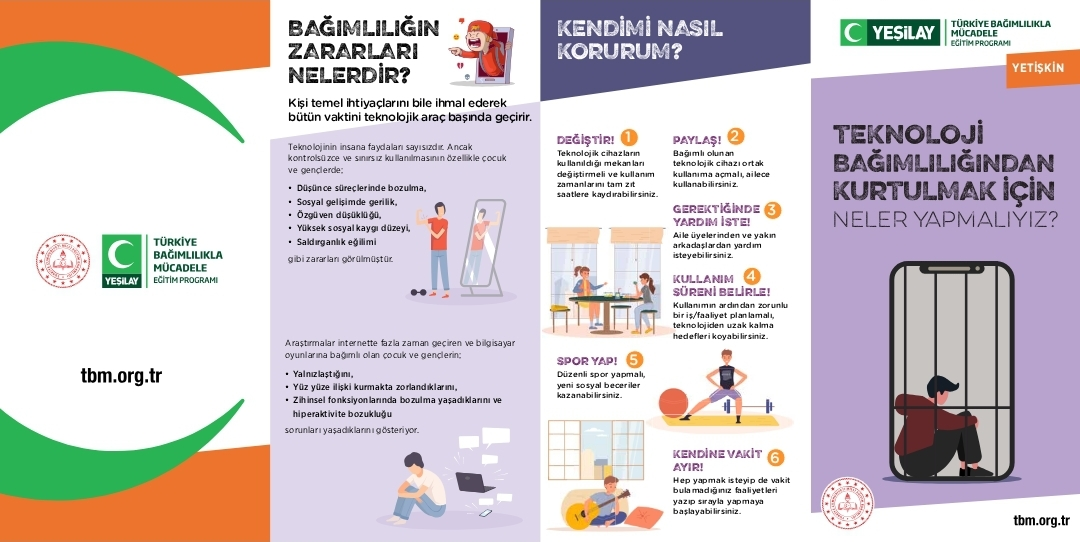 YEŞİLAY
TÜRKİYE
BAĞIMLILIKLA
MÜCADELE
EĞİTİM PROGRAMI
tbm.org.tr
BAĞIMLILIĞIN
ZARARLARI
NELERDİR?
Kişi temel ihtiyaçlarını bile ihmal ederek
bütün vaktini teknolojik araç başında geçirir.
Teknolojinin insana faydaları sayısızdır. Ancak
kontrolsüzce ve sınırsız kullanılmasının özellikle çocuk
ve gençlerde;
• Düşünce süreçlerinde bozulma,
• Sosyal gelişimde gerilik,
• Özgüven düşüklüğü,
• Yüksek sosyal kaygı düzeyi,
• Saldırganlık eğilimi
gibi zararları görülmüştür.
Araştırmalar internette fazla zaman geçiren ve bilgisayar
oyunlarına bağımlı olan çocuk ve gençlerin;
• Yalnızlaştığını,
• Yüz yüze ilişki kurmakta zorlandıklarını,
• Zihinsel fonksiyonlarında bozulma yaşadıklarını ve
hiperaktivite bozukluğu
sorunları yaşadıklarını gösteriyor.
KENDİMİ NASIL
KORURUM?
DEĞİŞTİR! 1
Teknolojik cihazların
kullanıldığı mekanları
değiştirmeli ve kullanım
zamanlarını tam zıt
saatlere kaydırabilirsiniz.
PAYLAŞ! 2
Bağımlı olunan
teknolojik cihazı ortak
kullanıma açmalı, ailece
kullanabilirsiniz.
GEREKTİĞİNDE 3
YARDIM İSTE!
Aile üyelerinden ve yakın
arkadaşlardan yardım
isteyebilirsiniz.
KULLANIM 4
SÜRENİ BELİRLE!
Kullanımın ardından zorunlu
bir iş/faaliyet planlamalı,
teknolojiden uzak kalma
hedefleri koyabilirsiniz.
SPOR YAP! 5
Düzenli spor yapmalı,
yeni sosyal beceriler
kazanabilirsiniz.
KENDİNE VAKİT 6
AYIR!
Hep yapmak isteyip de vakit
bulamadığınız faaliyetleri
yazıp sırayla yapmaya
başlayabilirsiniz.
YEŞİLAY
TÜRKİYE BAĞIMLILIKLA
MÜCADELE
EĞİTİM PROGRAMI
YETİŞKİN
TEKNOLOJİ
BAĞIMLILIĞINDAN
KURTULMAK İÇİN
NELER YAPMALIYIZ?
tbm.org.tr